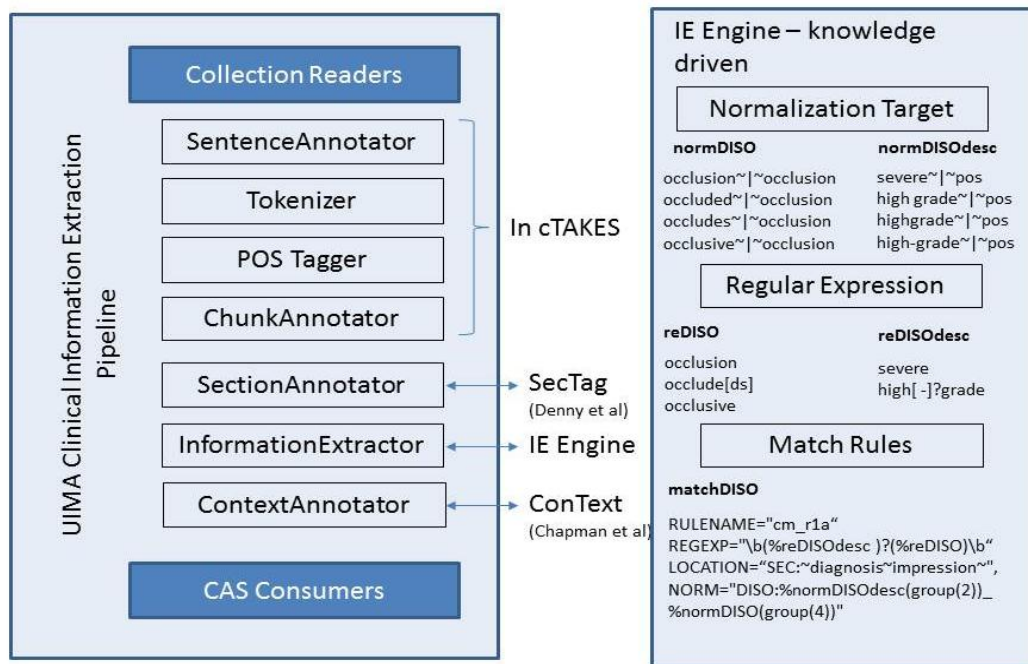 UIMA Clinical Information Extraction
Pipeline
Collection Readers
SentenceAnnotator
Tokenizer
POS Tagger
ChunkAnnotator
In cTAKES
SectionAnnotator
SecTag
(Denny et al)
InformationExtractor
IE Engine
ContextAnnotator
ConText
(Chapman et al)
CAS Consumers
IE Engine – knowledge
driven
Normalization Target
normDISO
occlusion~|~occlusion
occluded~|~occlusion
occludes~|~occlusion
occlusive~|~occlusion
normDISOdesc
severe~|~pos
high grade~|~pos
highgrade~|~pos
high-grade~|~pos
Regular Expression
reDISO
occlusion
occlude[ds]
occlusive
reDISOdesc
severe
high[ -]?grade
Match Rules
matchDISO
RULENAME="cm_r1a“
REGEXP="\b(%reDISOdesc )?(%reDISO)\b“
LOCATION=“SEC:~diagnosis~impression~",
NORM="DISO:%normDISOdesc(group(2))_
%normDISO(group(4))"